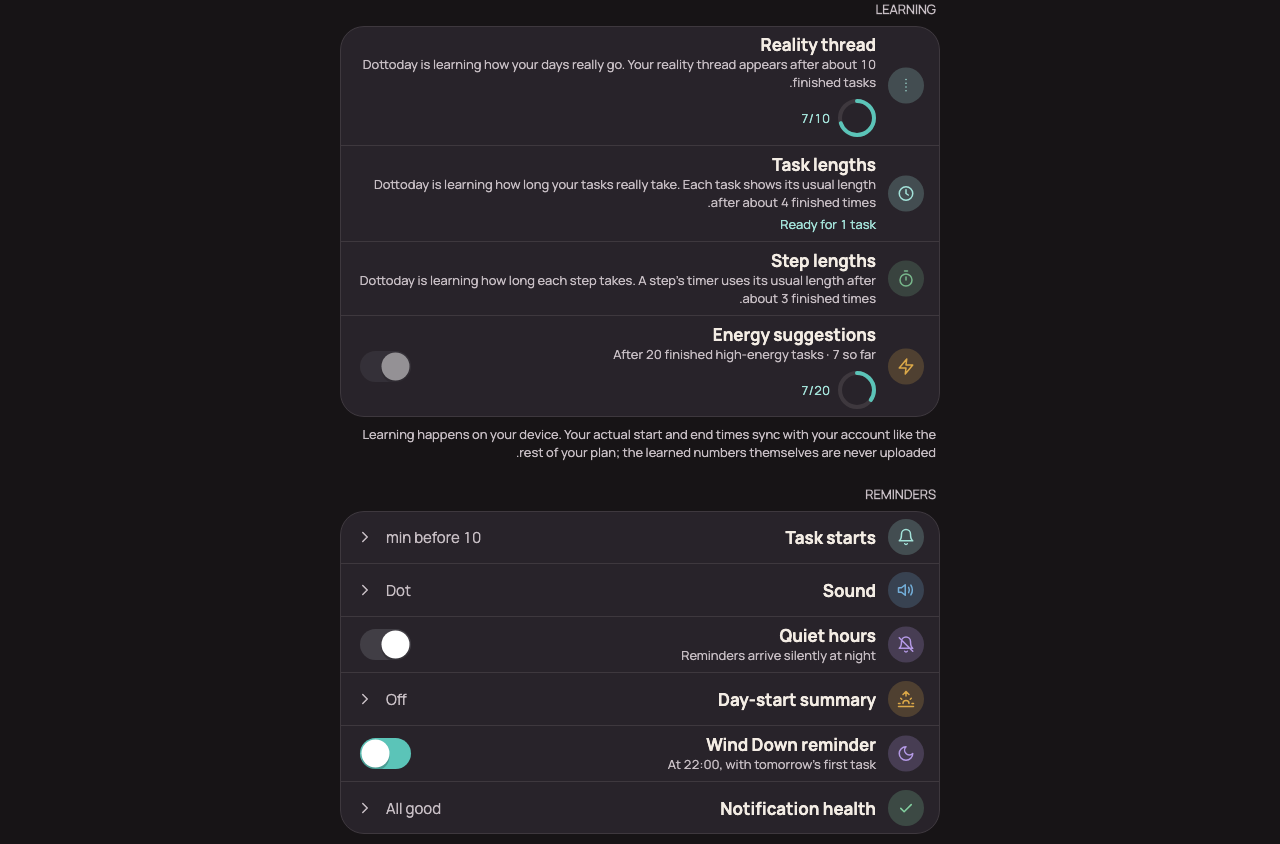 LEARNING
Reality thread
Dottoday is learning how your days really go. Your reality thread appears after about 10
.finished tasks
7/10
Task lengths
Dottoday is learning how long your tasks really take. Each task shows its usual length
.after about 4 finished times
Ready for 1 task
Step lengths
Dottoday is learning how long each step takes. A step's timer uses its usual length after
.about 3 finished times
Energy suggestions
After 20 finished high-energy tasks · 7 so far
7/20
Learning happens on your device. Your actual start and end times sync with your account like the
.rest of your plan; the learned numbers themselves are never uploaded
REMINDERS
Task starts
min before 10
Sound
Dot
Quiet hours
Reminders arrive silently at night
Day-start summary
Off
Wind Down reminder
At 22:00, with tomorrow's first task
Notification health
All good